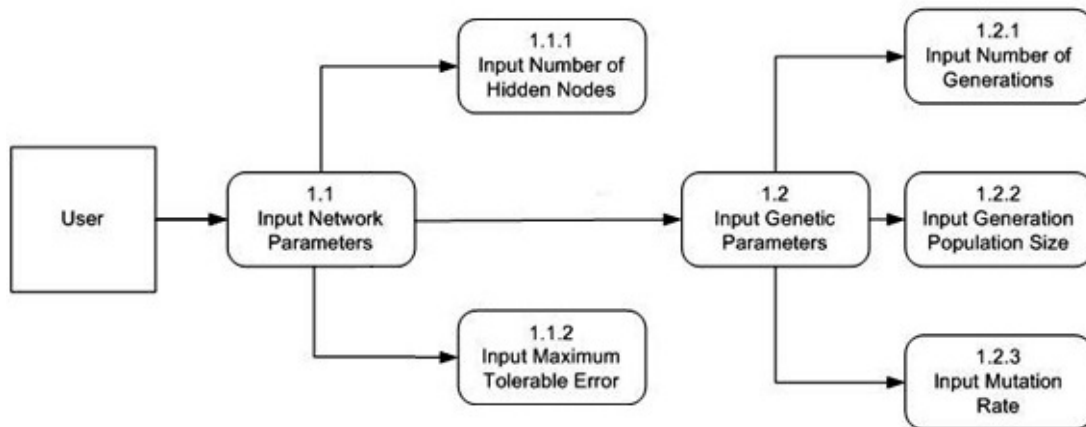 User
1.1
Input Network
Parameters
1.1.1
Input Number of
Hidden Nodes
1.1.2
Input Maximum
Tolerable Error
1.2
Input Genetic
Parameters
1.2.1
Input Number of
Generations
1.2.2
Input Generation
Population Size
1.2.3
Input Mutation
Rate